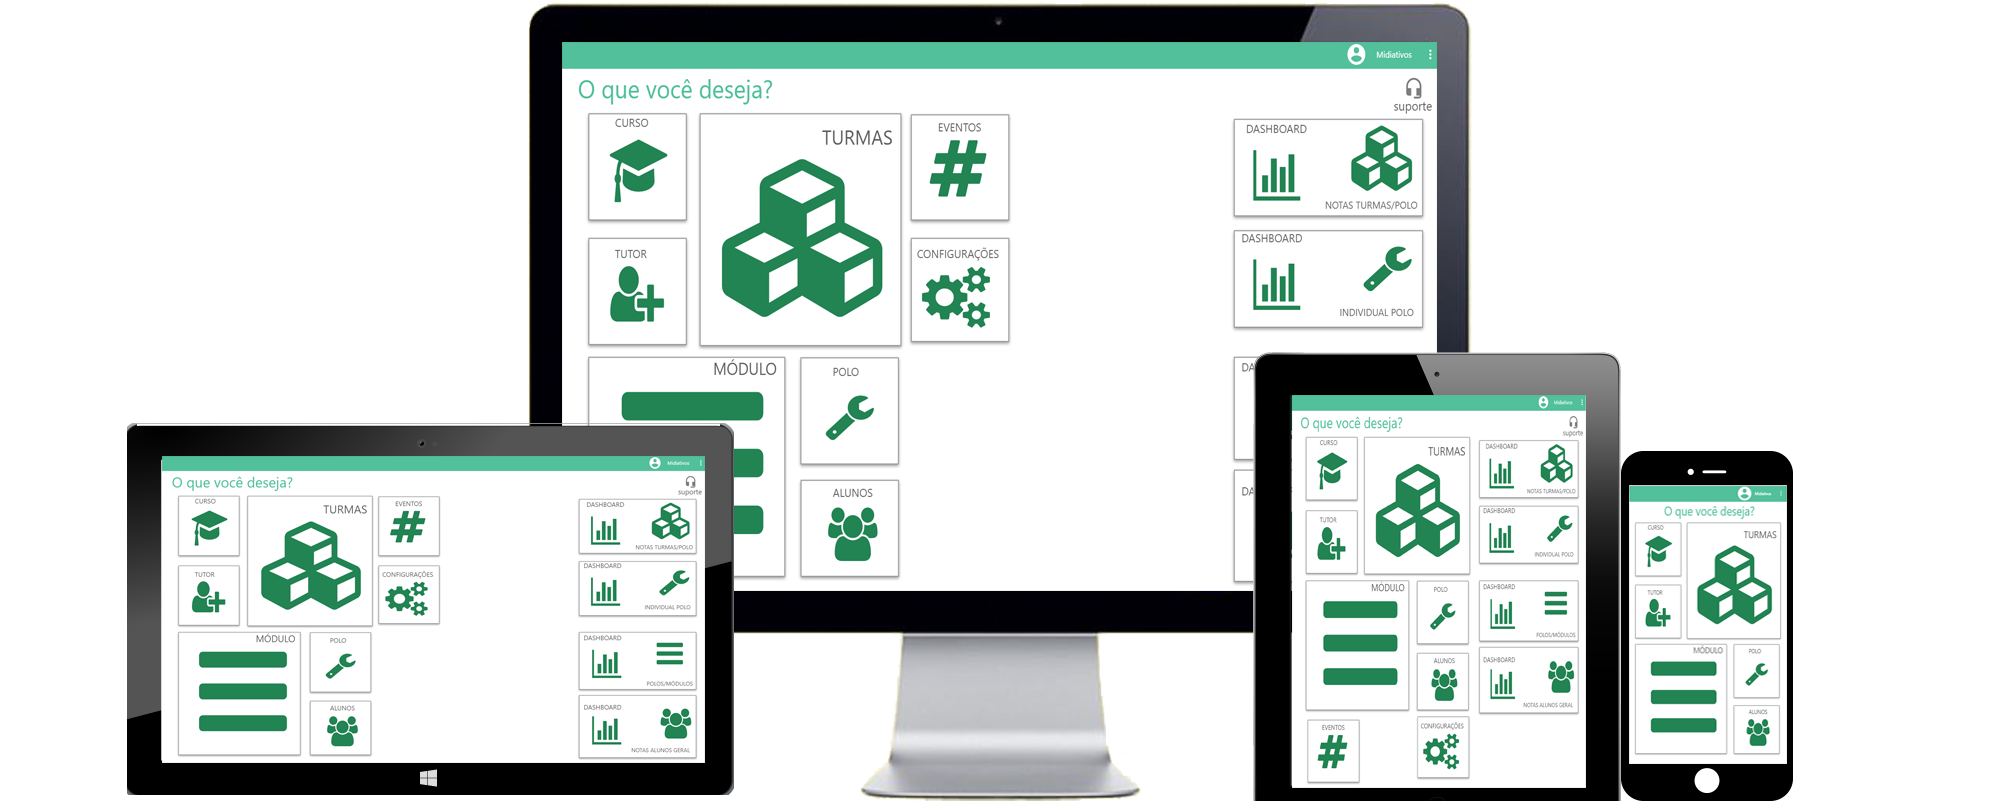 Midiativos
O que você deseja?
suporte
CURSO
TURMAS
EVENTOS
DASHBOARD
NOTAS TURMAS/POLO
TUTOR
CONFIGURAÇÕES
DASHBOARD
INDIVIDUAL POLO
MÓDULO
POLO
DA
ALUNOS
DA
Midiativos
O que você deseja?
suporte
CURSO
TURMAS
EVENTOS
DASHBOARD
NOTAS TURMAS/POLO
TUTOR
CONFIGURAÇÕES
DASHBOARD
INDIVIDUAL POLO
MÓDULO
POLO
DASHBOARD
POLOS/MÓDULOS
ALUNOS
DASHBOARD
NOTAS ALUNOS GERAL
Midiativos
O que você deseja?
suporte
CURSO
TURMAS
DASHBOARD
NOTAS TURMAS/POLO
TUTOR
DASHBOARD
INDIVIDUAL POLO
MÓDULO
POLO
DASHBOARD
POLOS/MÓDULOS
ALUNOS
DASHBOARD
NOTAS ALUNOS GERAL
EVENTOS
CONFIGURAÇÕES
Midiativos
O que você deseja?
CURSO
TURMAS
TUTOR
MÓDULO
POLO
ALUNOS